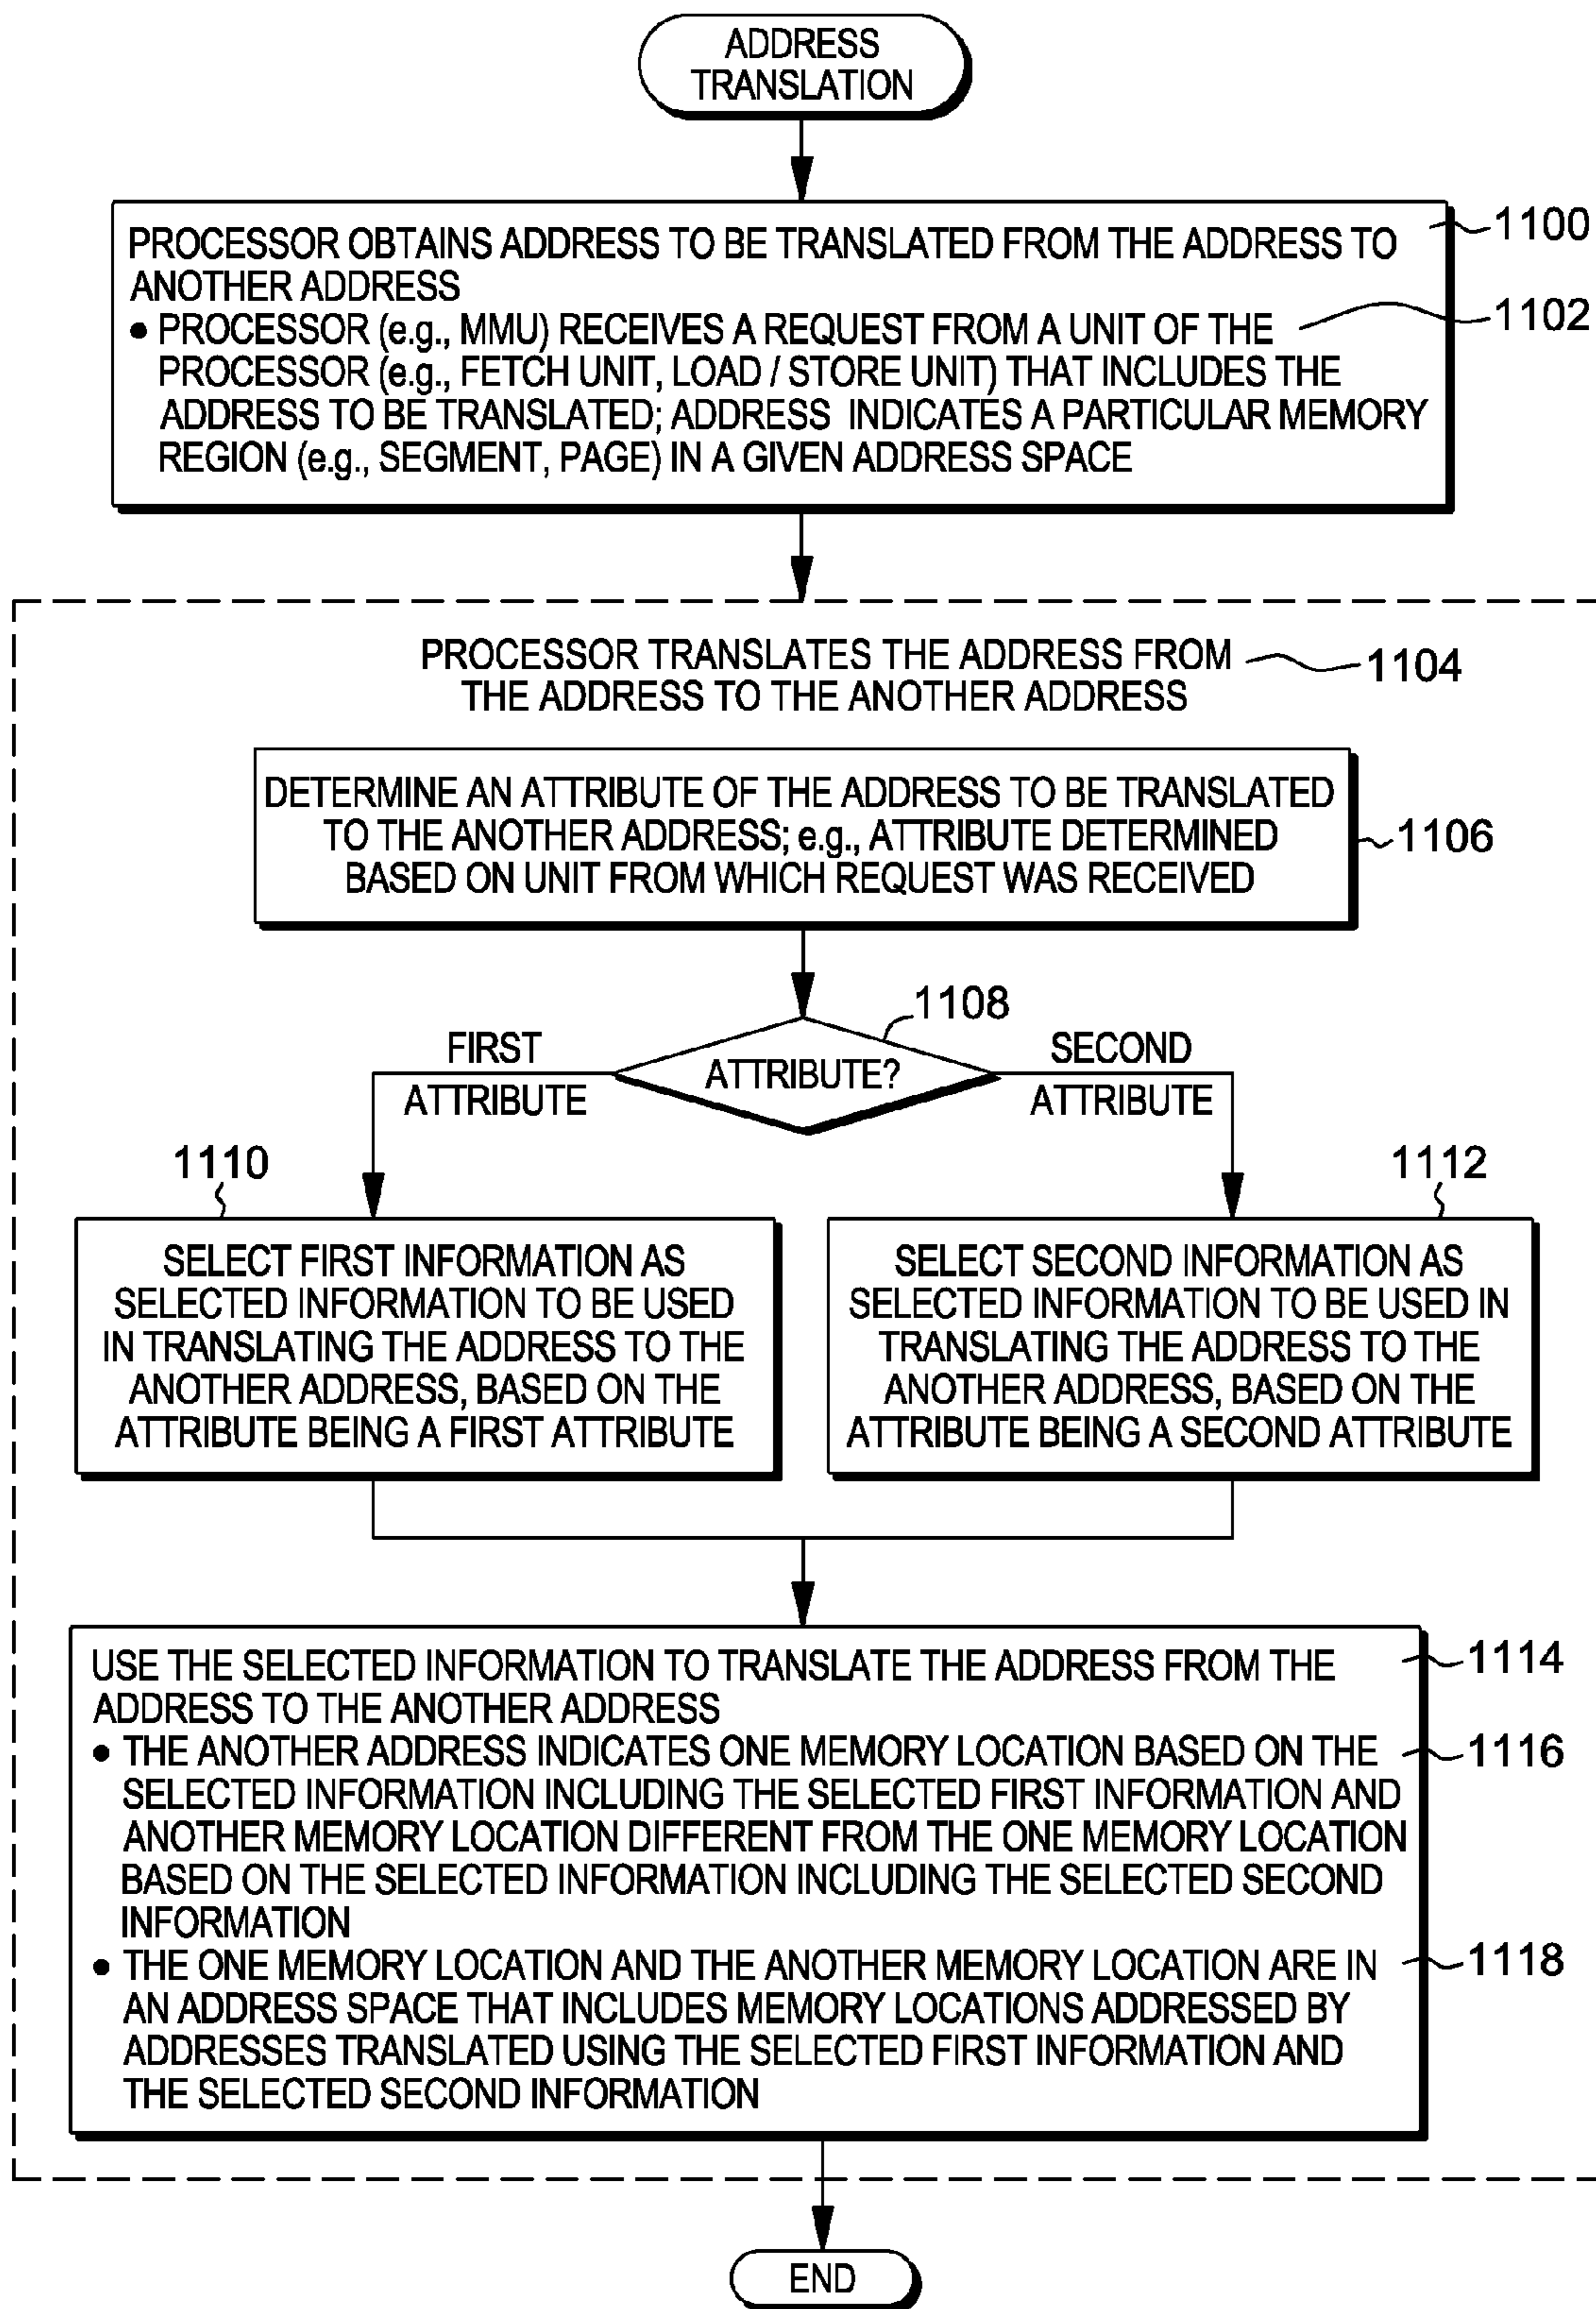 ADDRESS
TRANSLATION
PROCESSOR OBTAINS ADDRESS TO BE TRANSLATED FROM THE ADDRESS TO
ANOTHER ADDRESS
1100
• PROCESSOR (e.g., MMU) RECEIVES A REQUEST FROM A UNIT OF THE
1102
PROCESSOR (e.g., FETCH UNIT, LOAD / STORE UNIT) THAT INCLUDES THE
ADDRESS TO BE TRANSLATED; ADDRESS INDICATES A PARTICULAR MEMORY
REGION (e.g., SEGMENT, PAGE) IN A GIVEN ADDRESS SPACE
PROCESSOR TRANSLATES THE ADDRESS FROM
THE ADDRESS TO THE ANOTHER ADDRESS
1104
DETERMINE AN ATTRIBUTE OF THE ADDRESS TO BE TRANSLATED
TO THE ANOTHER ADDRESS; e.g., ATTRIBUTE DETERMINED
BASED ON UNIT FROM WHICH REQUEST WAS RECEIVED
1106
1108
ATTRIBUTE?
FIRST
ATTRIBUTE
SECOND
ATTRIBUTE
1110
SELECT FIRST INFORMATION AS
SELECTED INFORMATION TO BE USED
IN TRANSLATING THE ADDRESS TO THE
ANOTHER ADDRESS, BASED ON THE
ATTRIBUTE BEING A FIRST ATTRIBUTE
1112
SELECT SECOND INFORMATION AS
SELECTED INFORMATION TO BE USED IN
TRANSLATING THE ADDRESS TO THE
ANOTHER ADDRESS, BASED ON THE
ATTRIBUTE BEING A SECOND ATTRIBUTE
USE THE SELECTED INFORMATION TO TRANSLATE THE ADDRESS FROM THE
1114
ADDRESS TO THE ANOTHER ADDRESS
• THE ANOTHER ADDRESS INDICATES ONE MEMORY LOCATION BASED ON THE
1116
SELECTED INFORMATION INCLUDING THE SELECTED FIRST INFORMATION AND
ANOTHER MEMORY LOCATION DIFFERENT FROM THE ONE MEMORY LOCATION
BASED ON THE SELECTED INFORMATION INCLUDING THE SELECTED SECOND
INFORMATION
• THE ONE MEMORY LOCATION AND THE ANOTHER MEMORY LOCATION ARE IN
1118
AN ADDRESS SPACE THAT INCLUDES MEMORY LOCATIONS ADDRESSED BY
ADDRESSES TRANSLATED USING THE SELECTED FIRST INFORMATION AND
THE SELECTED SECOND INFORMATION
END